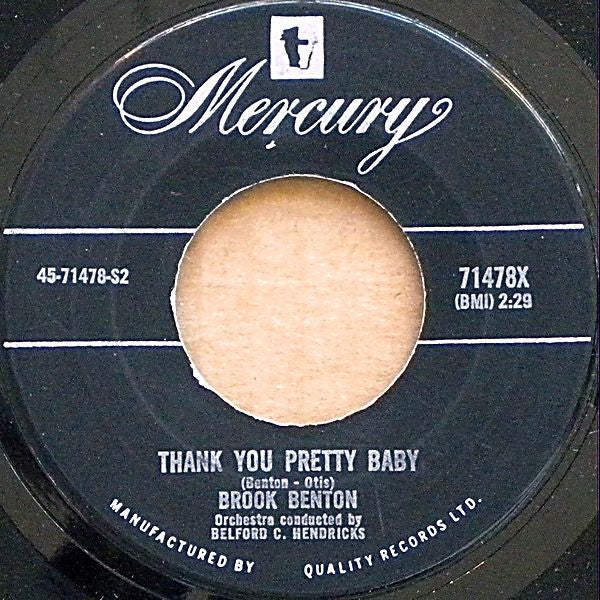 Mercury
45-71478-S2
71478X
(BMI) 2:29
THANK YOU PRETTY BABY
(Benton - Otis)
BROOK BENTON
Orchestra conducted by
BELFORD C. HENDRICKS
MANUFACTURED BY QUALITY RECORDS LTD.